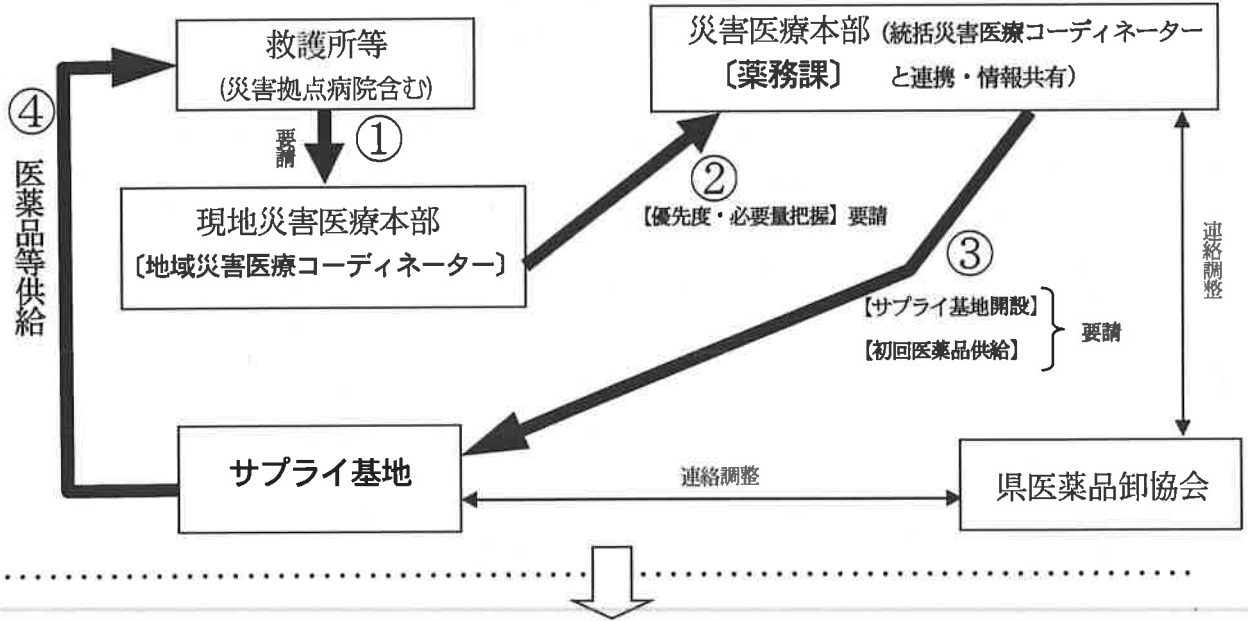 救護所等
(災害拠点病院含む)
災害医療本部 (統括災害医療コーディネーター
〔薬務課〕 と連携・情報共有)
④
医薬品等供給
要請
①
現地災害医療本部
〔地域災害医療コーディネーター〕
②
【優先度・必要量把握】要請
③
【サプライ基地開設】
【初回医薬品供給】
要請
連絡調整
サプライ基地
連絡調整
県医薬品卸協会